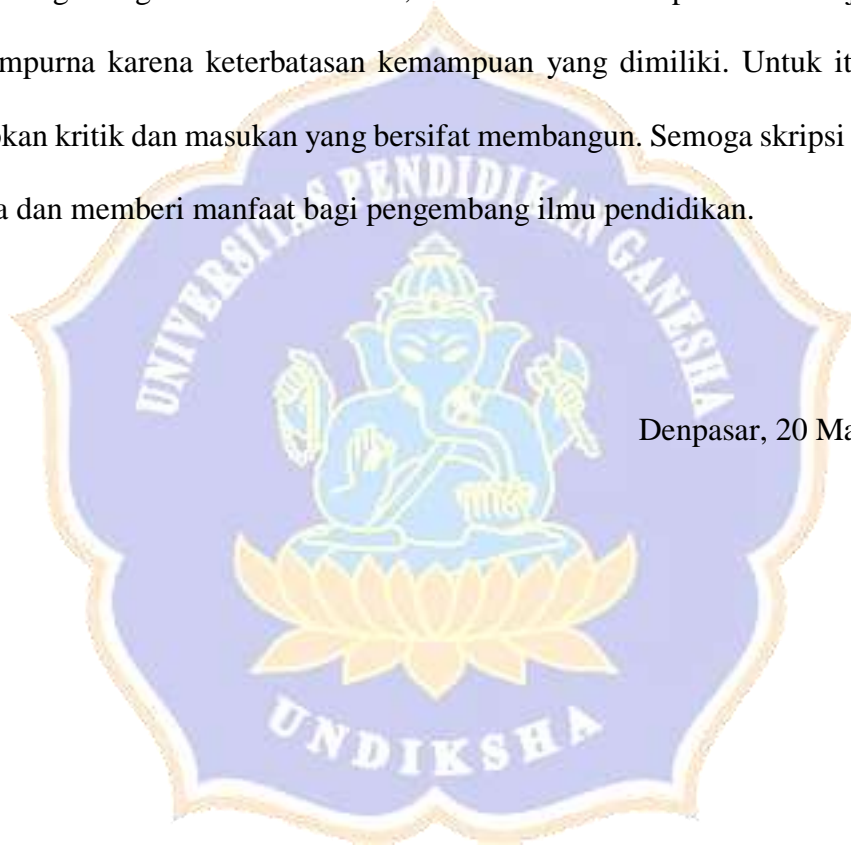 mpurna karena keterbatasan kemampuan yang dimiliki. Untuk it
kan kritik dan masukan yang bersifat membangun. Semoga skripsi
a dan memberi manfaat bagi pengembang ilmu pendidikan.
UNIVERSITAS PENDIDIKAN GANESHA
Denpasar, 20 Ma
UNDIKSHA